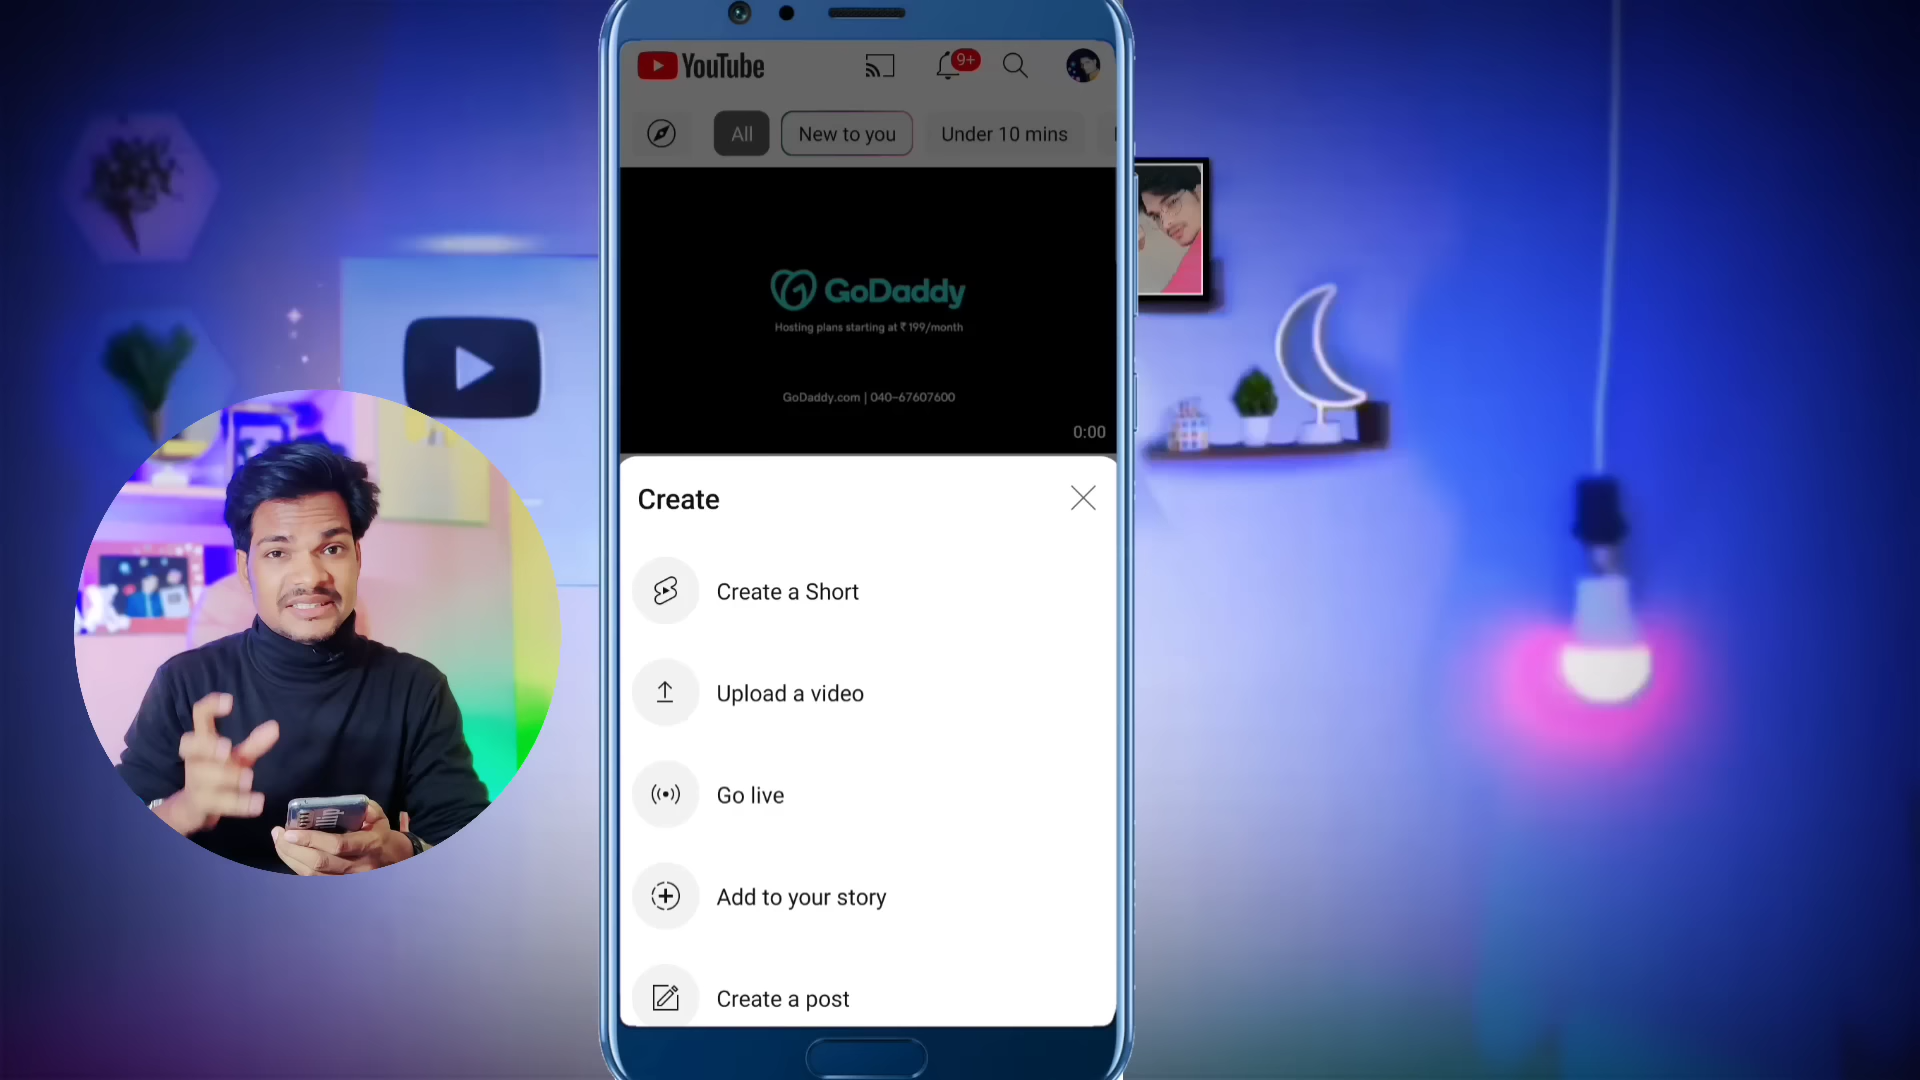 YouTube
9+
All
New to you
Under 10 mins
GoDaddy
Hosting plans starting at ₹ 199/month
GoDaddy.com | 040-67607600
0:00
Create
Create a Short
Upload a video
Go live
Add to your story
Create a post